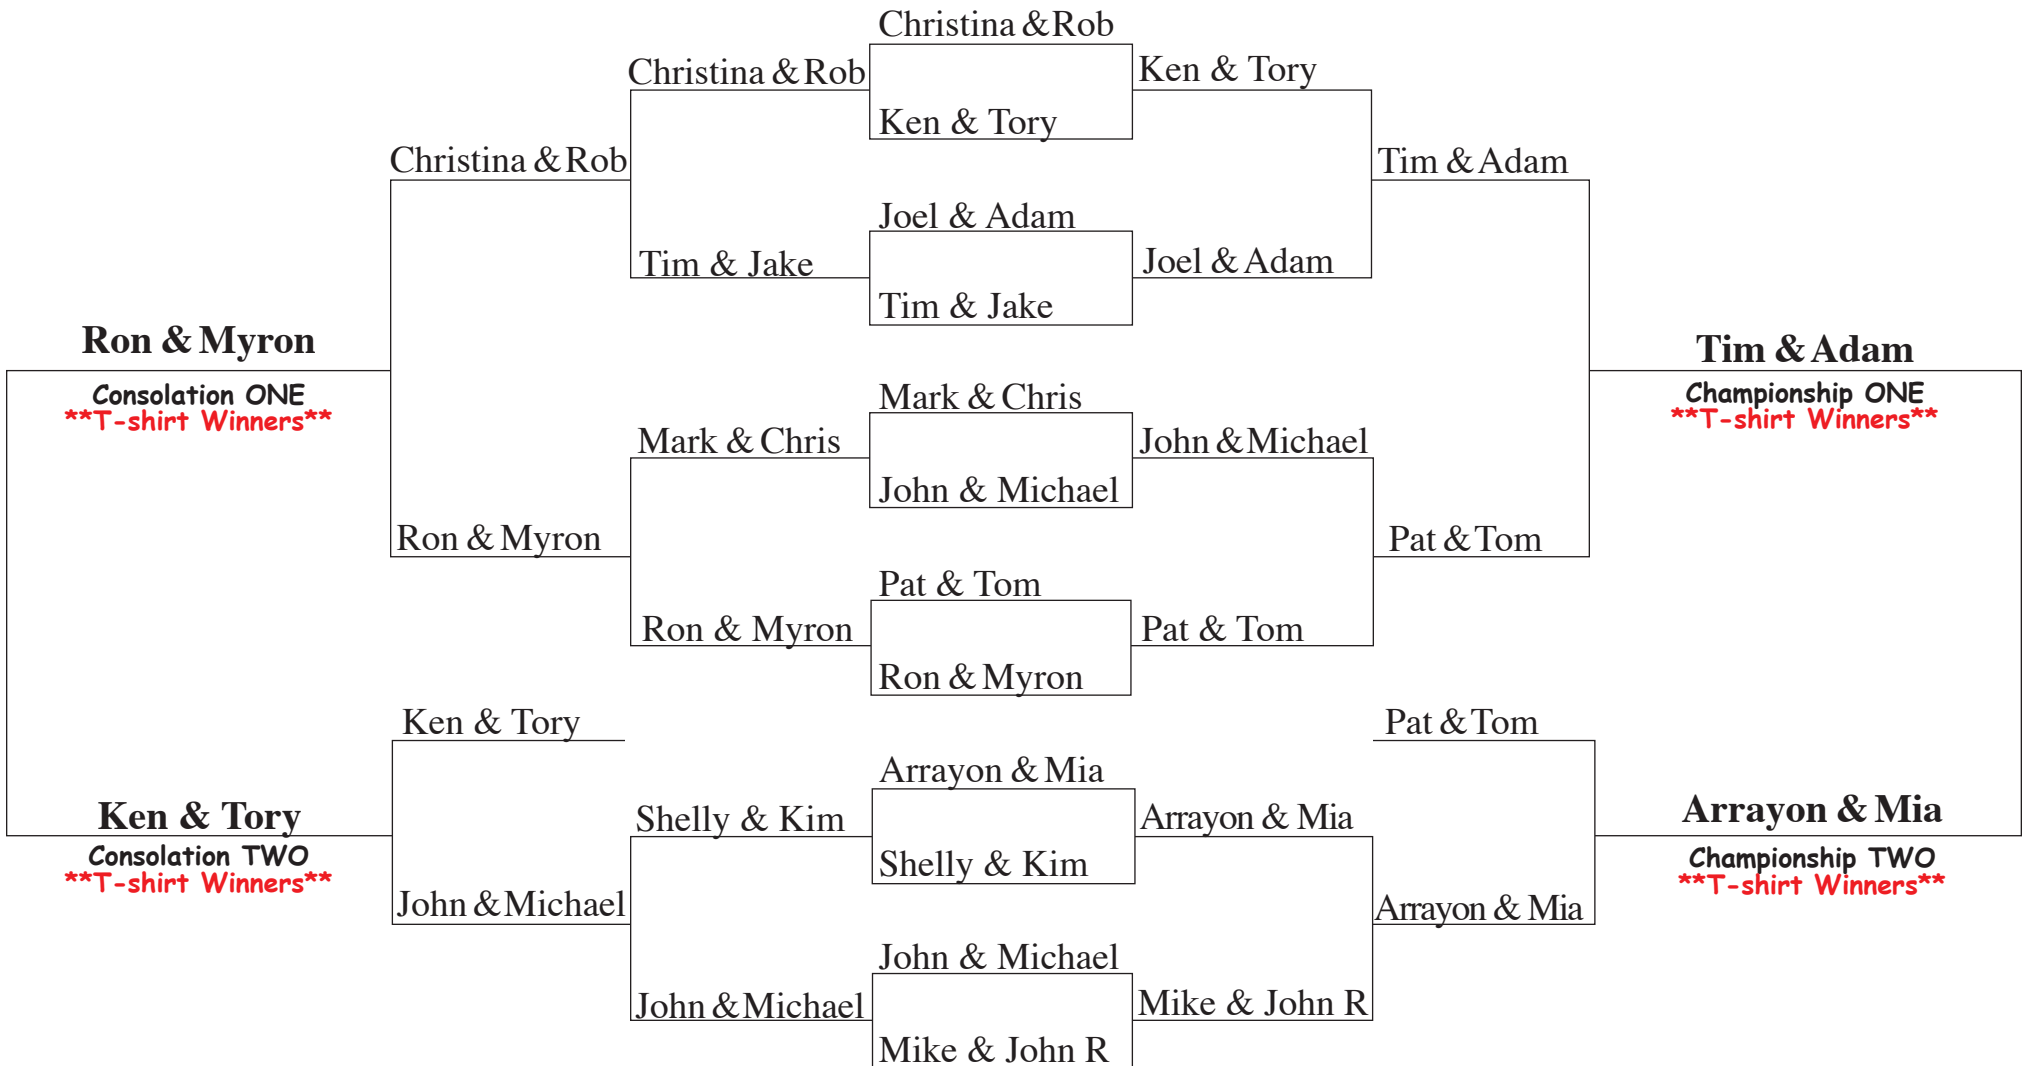 Christina & Rob
Christina & Rob
Ken & Tory
Ken & Tory
Christina & Rob
Tim & Adam
Joel & Adam
Tim & Jake
Joel & Adam
Tim & Jake
Ron & Myron
Tim & Adam
Consolation ONE
**T-shirt Winners**
Championship ONE
**T-shirt Winners**
Mark & Chris
Mark & Chris
John & Michael
John & Michael
Ron & Myron
Pat & Tom
Pat & Tom
Ron & Myron
Pat & Tom
Ron & Myron
Ken & Tory
Pat & Tom
Arrayon & Mia
Shelly & Kim
Arrayon & Mia
Shelly & Kim
Ken & Tory
Arrayon & Mia
Consolation TWO
**T-shirt Winners**
Championship TWO
**T-shirt Winners**
John & Michael
Arrayon & Mia
John & Michael
John & Michael
Mike & John R
Mike & John R